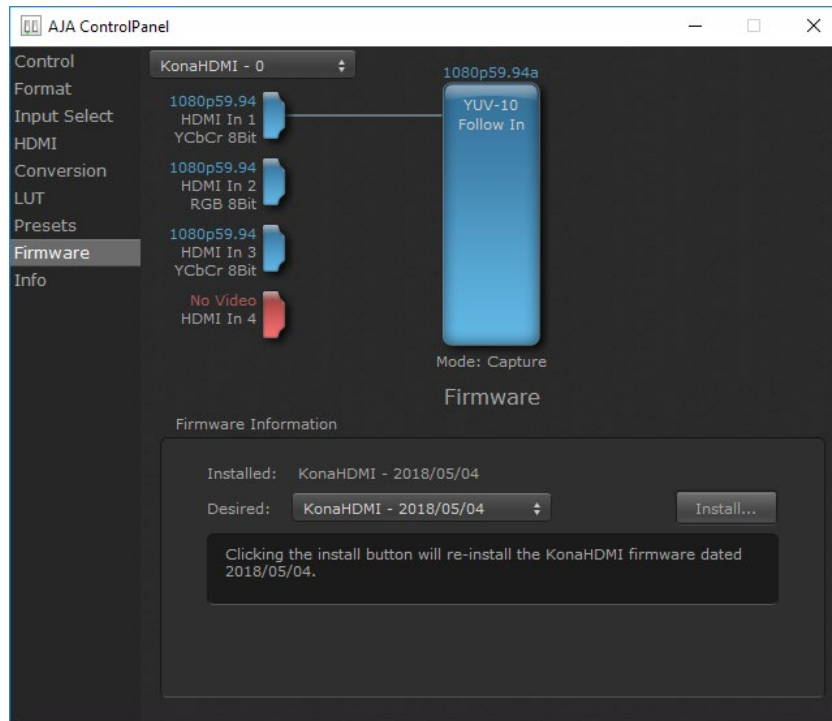 AJA ControlPanel
Control
Format
Input Select
HDMI
Conversion
LUT
Presets
Firmware
Info
KonaHDMI - 0
1080p59.94
HDMI In 1
YCbCr 8Bit
1080p59.94
HDMI In 2
RGB 8Bit
1080p59.94
HDMI In 3
YCbCr 8Bit
No Video
HDMI In 4
1080p59.94a
YUV-10
Follow In
Mode: Capture
Firmware
Firmware Information
Installed: KonaHDMI - 2018/05/04
Desired: KonaHDMI - 2018/05/04 Install...
Clicking the install button will re-install the KonaHDMI firmware dated
2018/05/04.